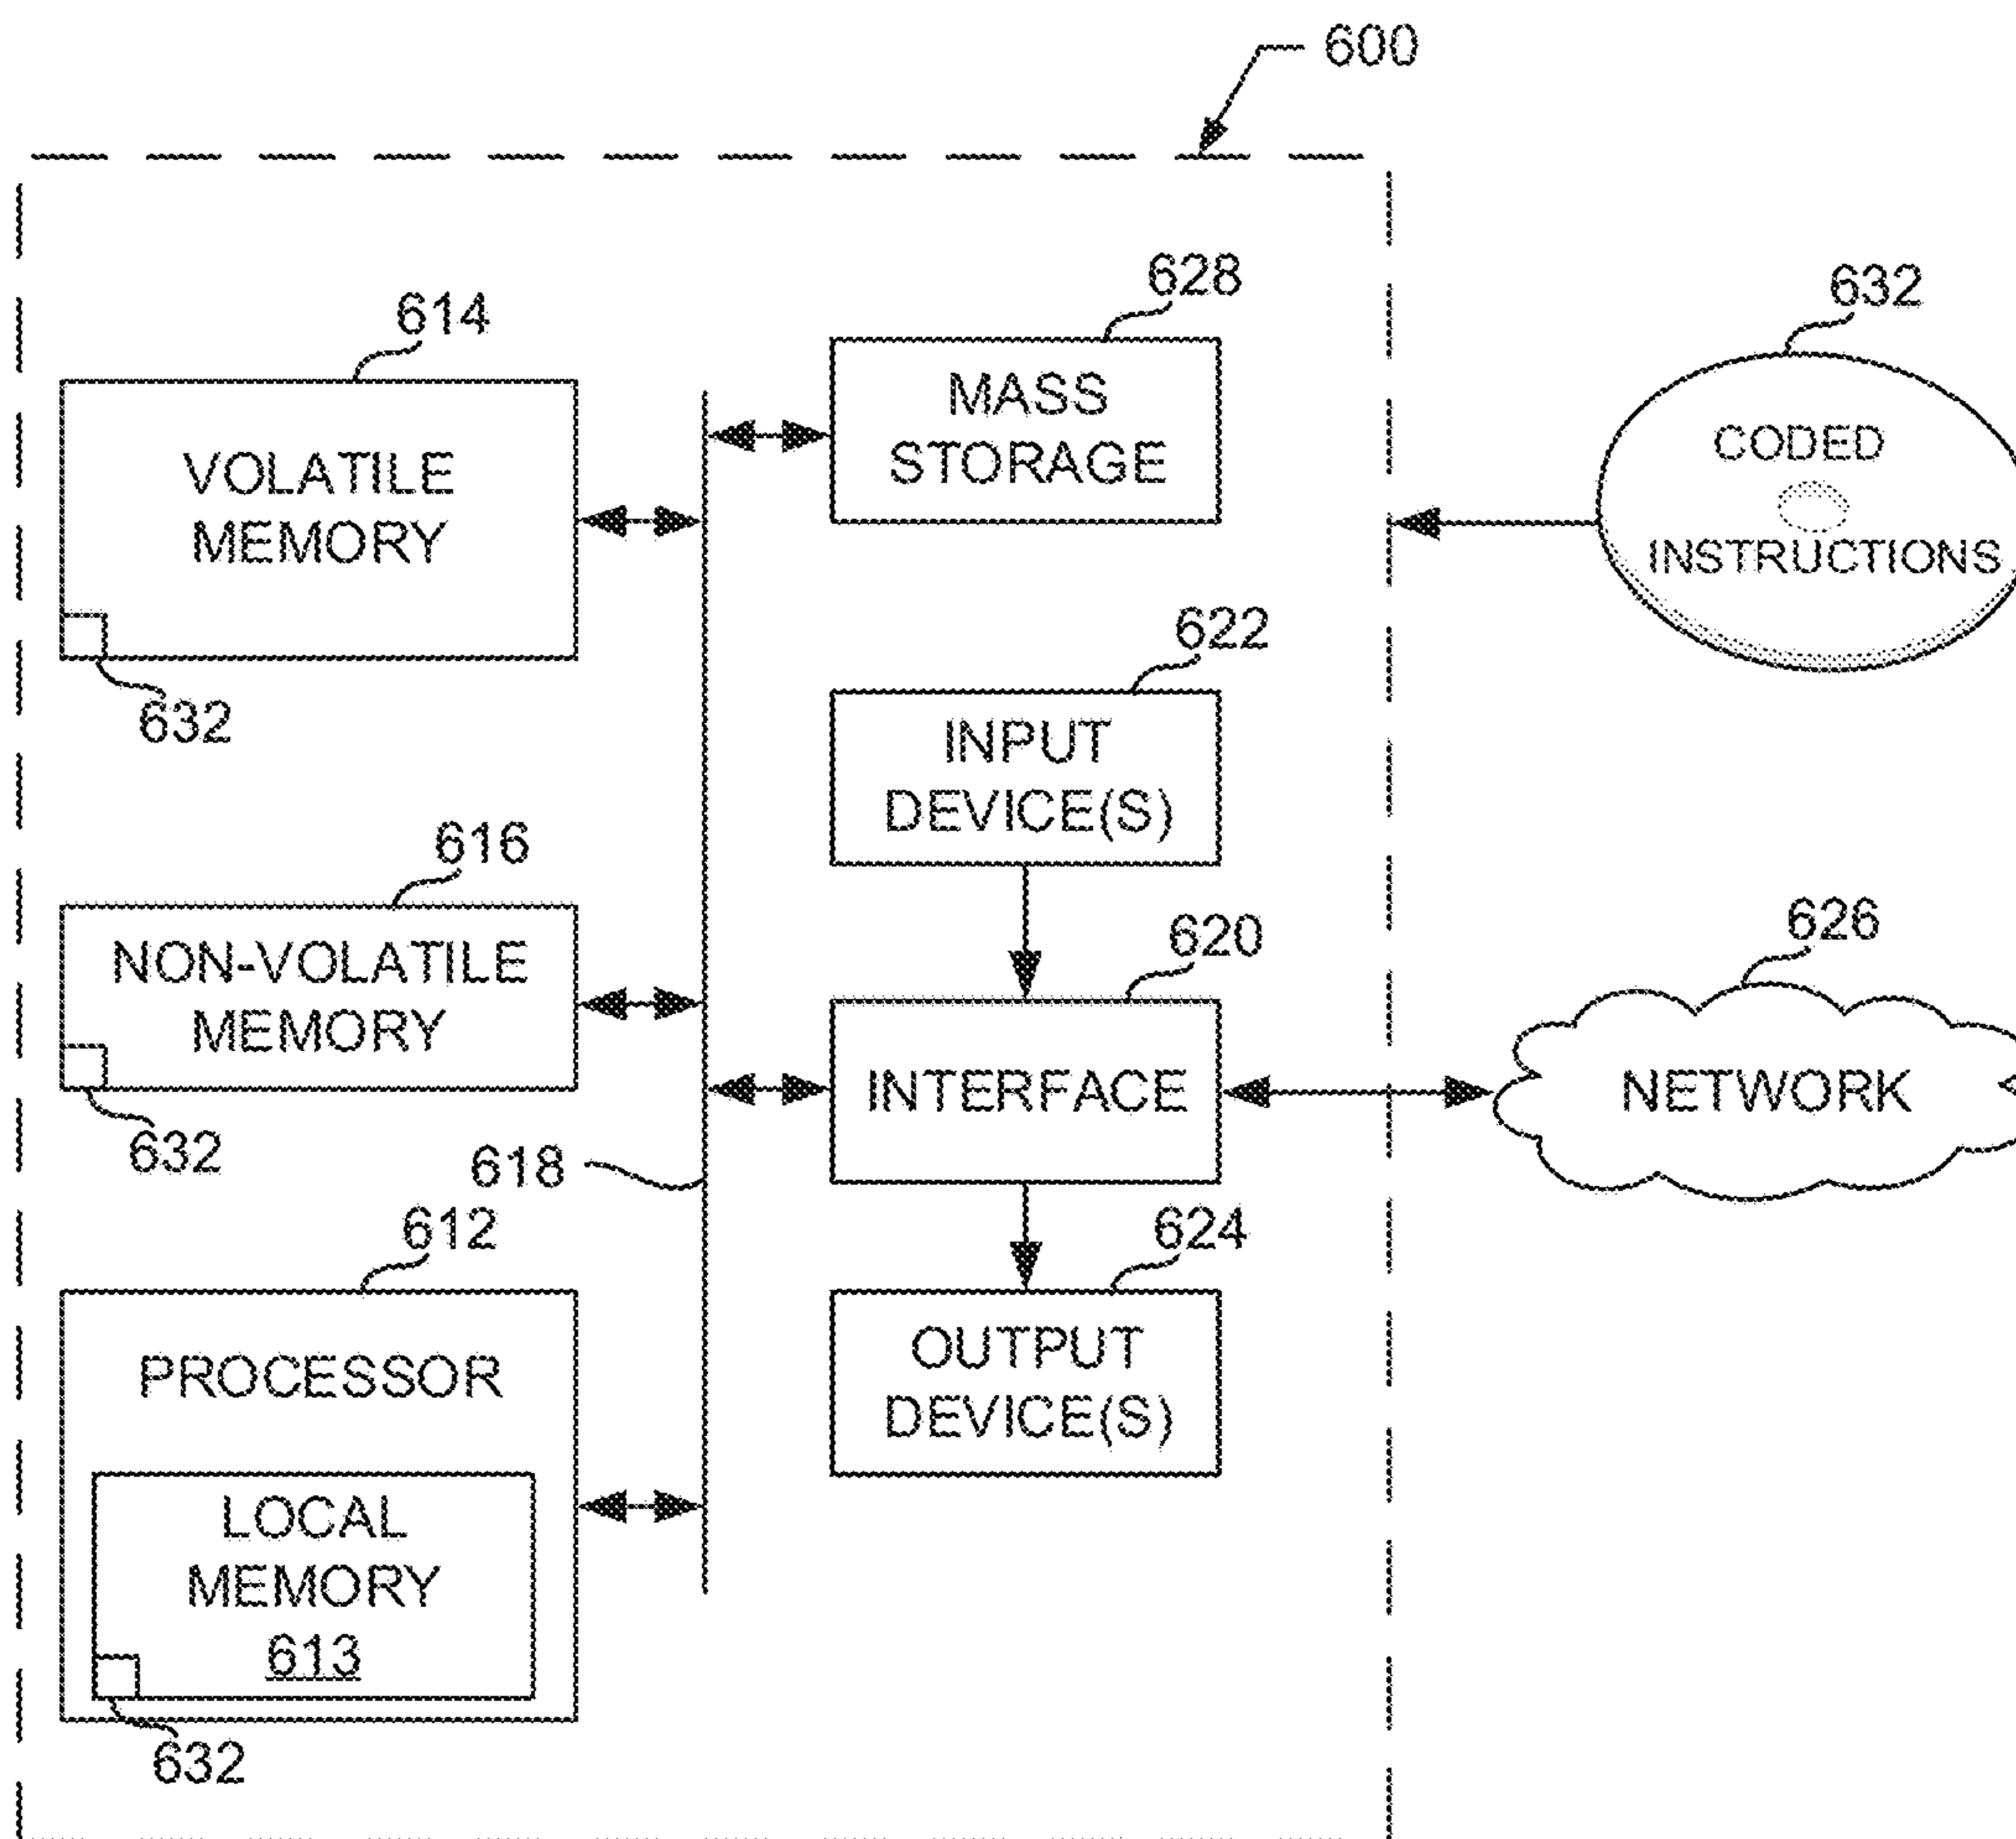 600
614
VOLATILE
MEMORY
632
628
MASS
STORAGE
632
CODED
INSTRUCTIONS
622
INPUT
DEVICE(S)
616
NON-VOLATILE
MEMORY
632
618
620
INTERFACE
626
NETWORK
612
PROCESSOR
LOCAL
MEMORY
613
632
624
OUTPUT
DEVICE(S)